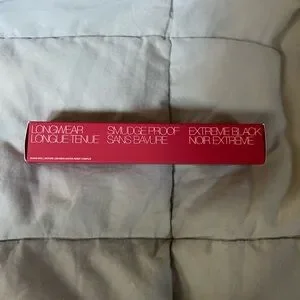 LONGWEAR SMUDGE PROOF EXTREME BLACK
LONGUE TENUE SANS BAVURE NOIR EXTRÊME